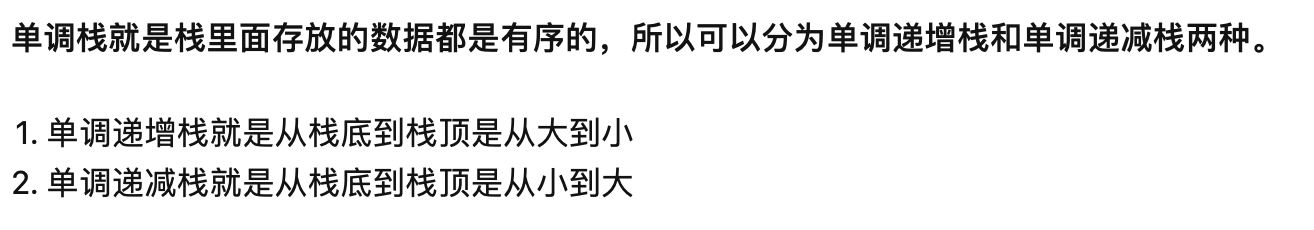 单调栈就是栈里面存放的数据都是有序的，所以可以分为单调递增栈和单调递减栈两种。
1. 单调递增栈就是从栈底到栈顶是从大到小
2. 单调递减栈就是从栈底到栈顶是从小到大